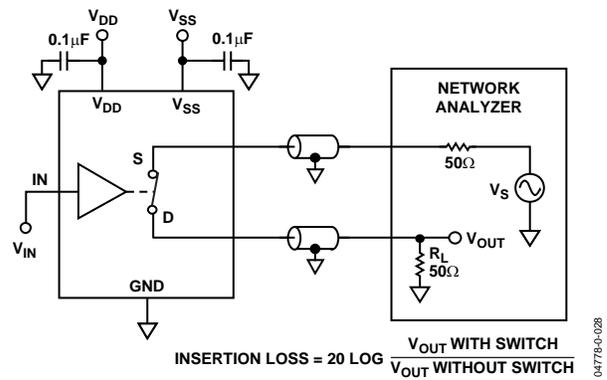 VDD
VSS
0.1μF
0.1μF
VDD
VSS
NETWORK
ANALYZER
S
50Ω
IN
VS
D
VOUT
VIN
RL
50Ω
GND
INSERTION LOSS = 20 LOG VOUT WITH SWITCH
VOUT WITHOUT SWITCH
04778-0-028